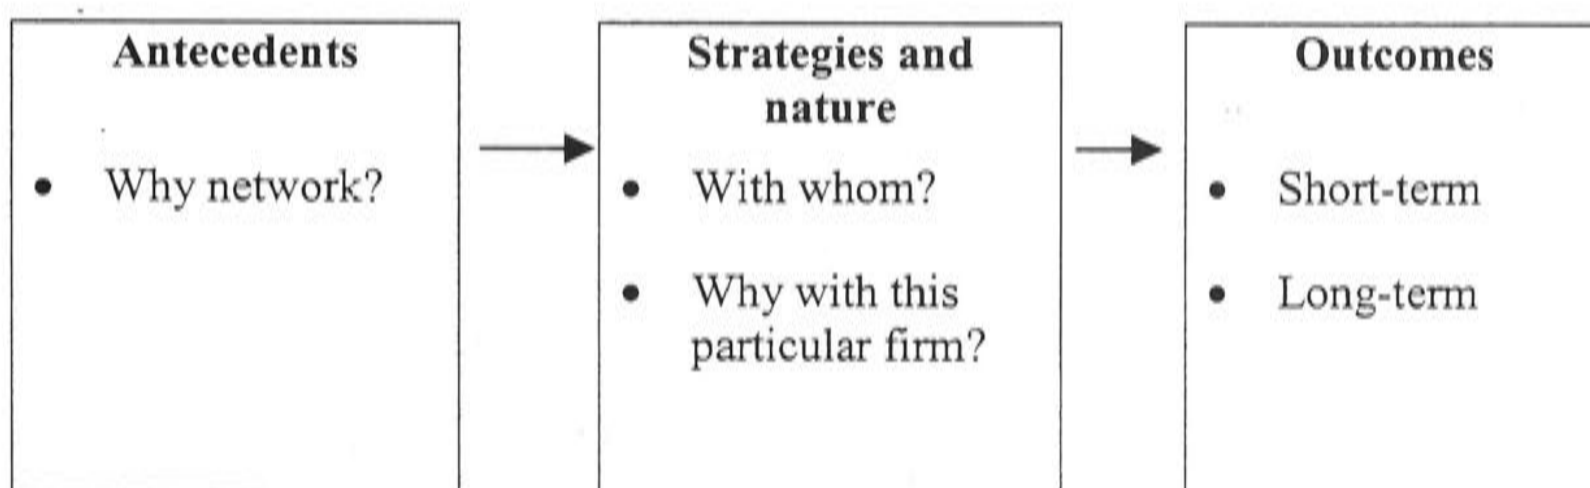 Antecedents
• Why network?
Strategies and
nature
• With whom?
• Why with this
particular firm?
Outcomes
• Short-term
• Long-term